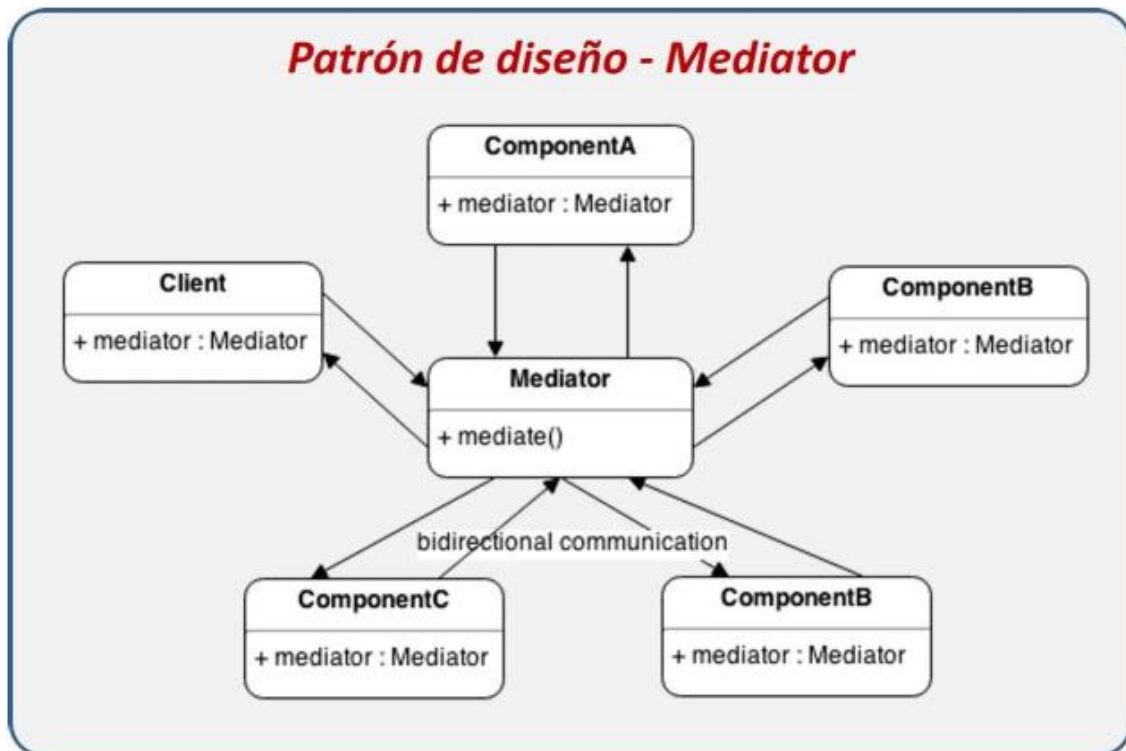 Patrón de diseño - Mediator
ComponentA
+ mediator : Mediator
Client
+ mediator : Mediator
ComponentB
+ mediator : Mediator
Mediator
+ mediate()
bidirectional communication
ComponentC
+ mediator : Mediator
ComponentB
+ mediator : Mediator